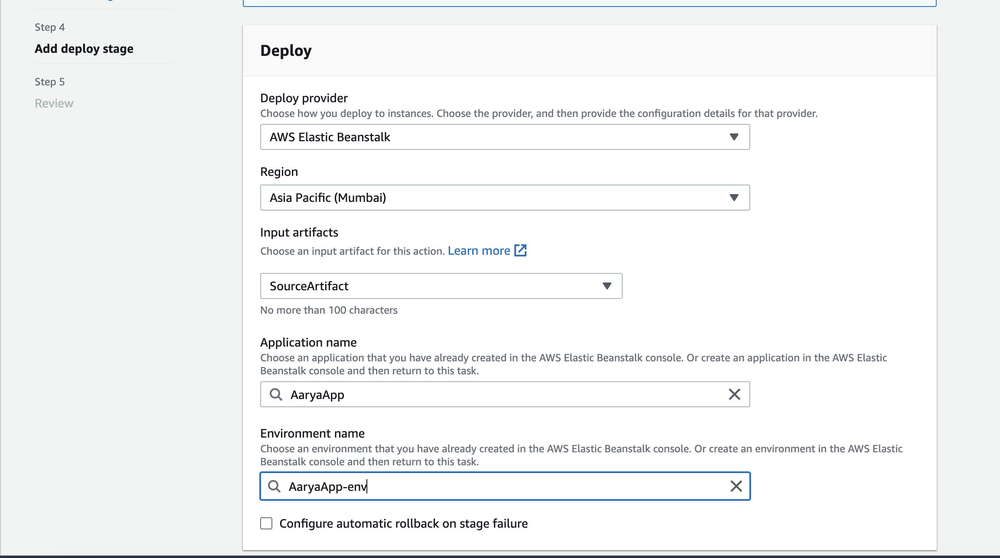 Step 4
Add deploy stage
Step 5
Review
Deploy
Deploy provider
Choose how you deploy to instances. Choose the provider, and then provide the configuration details for that provider.
AWS Elastic Beanstalk
Region
Asia Pacific (Mumbai)
Input artifacts
Choose an input artifact for this action. Learn more
SourceArtifact
No more than 100 characters
Application name
Choose an application that you have already created in the AWS Elastic Beanstalk console. Or create an application in the AWS Elastic
Beanstalk console and then return to this task.
AaryaApp
Environment name
Choose an environment that you have already created in the AWS Elastic Beanstalk console. Or create an environment in the AWS Elastic
Beanstalk console and then return to this task.
AaryaApp-env
Configure automatic rollback on stage failure